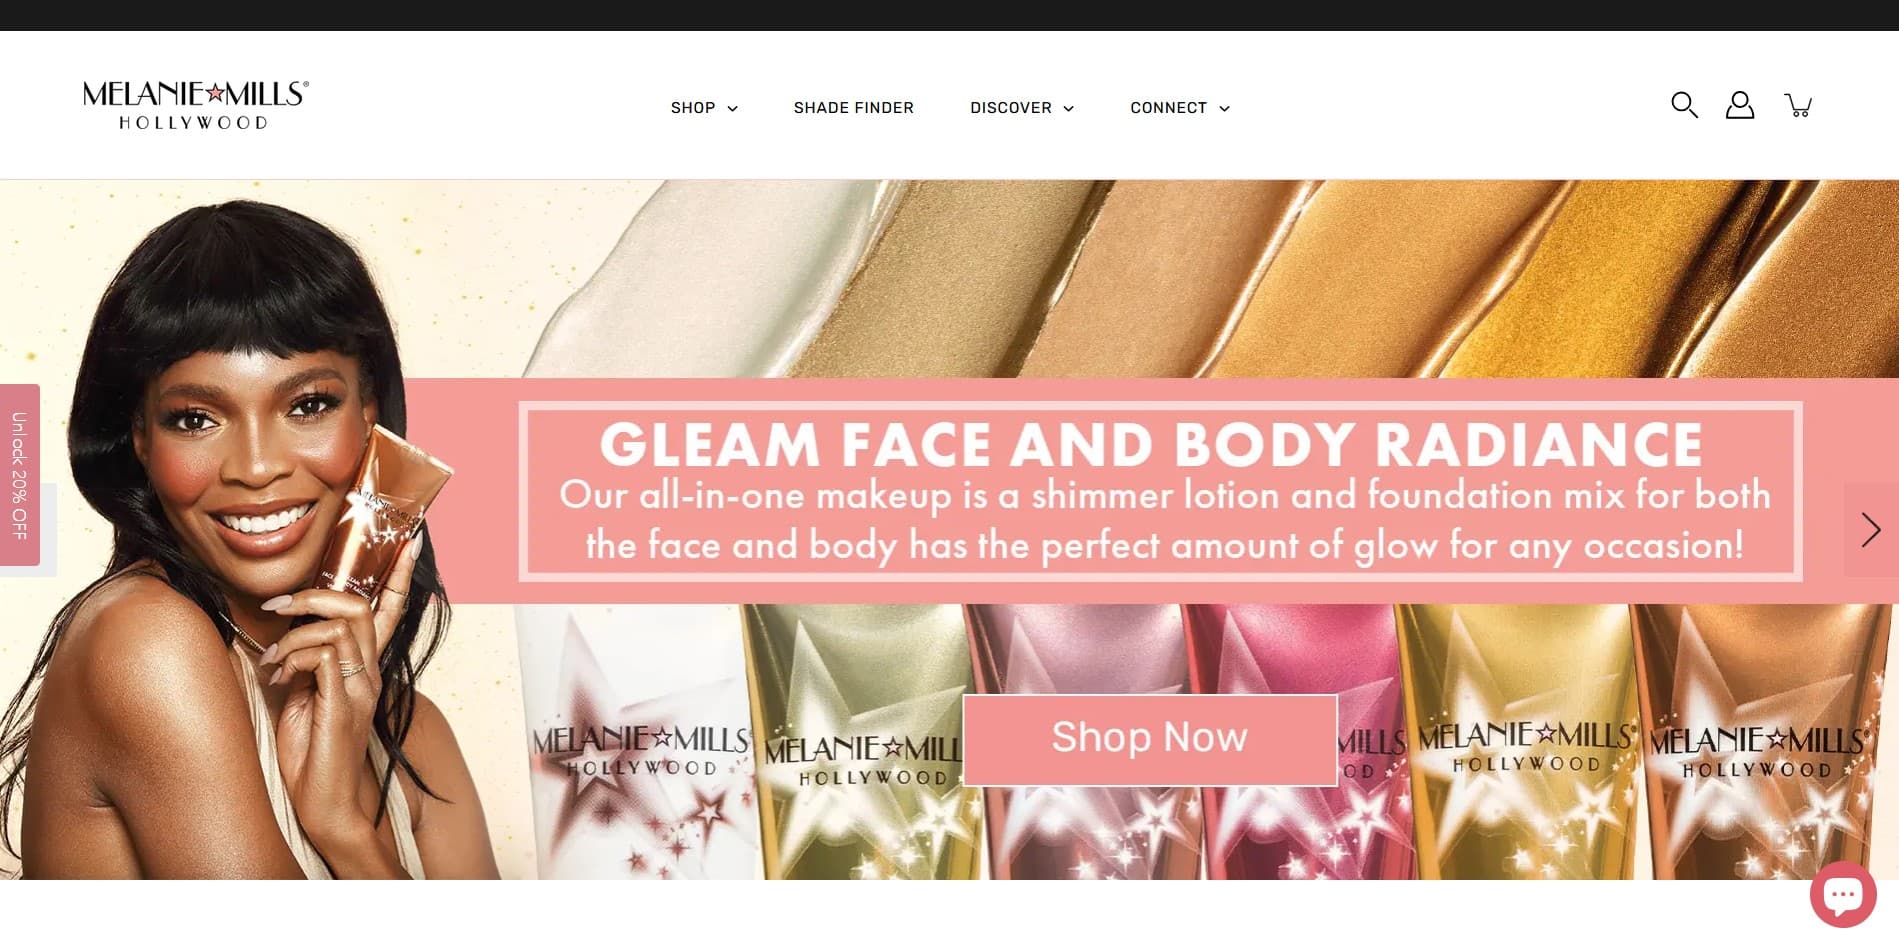 MELANIE☆MILLS®
HOLLYWOOD
SHOP
SHADE FINDER
DISCOVER
CONNECT
Unlock 20% OFF
GLEAM FACE AND BODY RADIANCE
Our all-in-one makeup is a shimmer lotion and foundation mix for both
the face and body has the perfect amount of glow for any occasion!
MELANIE☆MILLS
Shop Now
MELANIE☆MILLS
HOLLYWOOD
MELANIE☆MILL
HOLLYWOOD
MILLS
OD
MELANIE☆MILLS
HOLLYWOOD
MELANIE☆MILLS
HOLLYWOOD